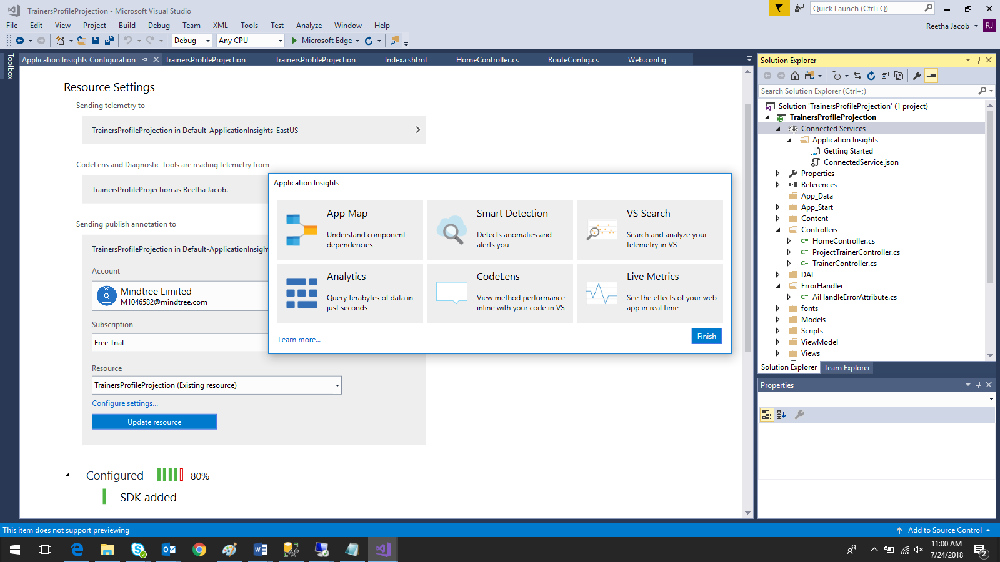 TrainersProfileProjection - Microsoft Visual Studio
Quick Launch (Ctrl+Q)
File Edit View Project Build Debug Team XML Tools Test Analyze Window Help
Reetha Jacob RJ
Debug Any CPU Microsoft Edge
Toolbox
Application Insights Configuration TrainersProfileProjection TrainersProfileProjection Index.cshtml HomeController.cs RouteConfig.cs Web.config
Resource Settings
Sending telemetry to
TrainersProfileProjection in Default-ApplicationInsights-EastUS
CodeLens and Diagnostic Tools are reading telemetry from
TrainersProfileProjection as Reetha Jacob.
Sending publish annotation to
TrainersProfileProjection in Default-ApplicationInsigh
Account
Mindtree Limited
M1046582@mindtree.com
Subscription
Free Trial
Resource
TrainersProfileProjection (Existing resource)
Configure settings...
Update resource
Configured 80%
SDK added
Application Insights
App Map
Understand component
dependencies
Smart Detection
Detects anomalies and
alerts you
VS Search
Search and analyze your
telemetry in VS
Analytics
Query terabytes of data in
just seconds
CodeLens
View method performance
inline with your code in VS
Live Metrics
See the effects of your web
app in real time
Learn more...
Finish
Solution Explorer
Search Solution Explorer (Ctrl+;)
Solution 'TrainersProfileProjection' (1 project)
TrainersProfileProjection
Connected Services
Application Insights
Getting Started
ConnectedService.json
Properties
References
App_Data
App_Start
Content
Controllers
C# HomeController.cs
C# ProjectTrainerController.cs
C# TrainerController.cs
DAL
ErrorHandler
C# AiHandleErrorAttribute.cs
fonts
Models
Scripts
ViewModel
Views
Solution Explorer Team Explorer
Properties
This item does not support previewing
Add to Source Control
11:00 AM
7/24/2018
2